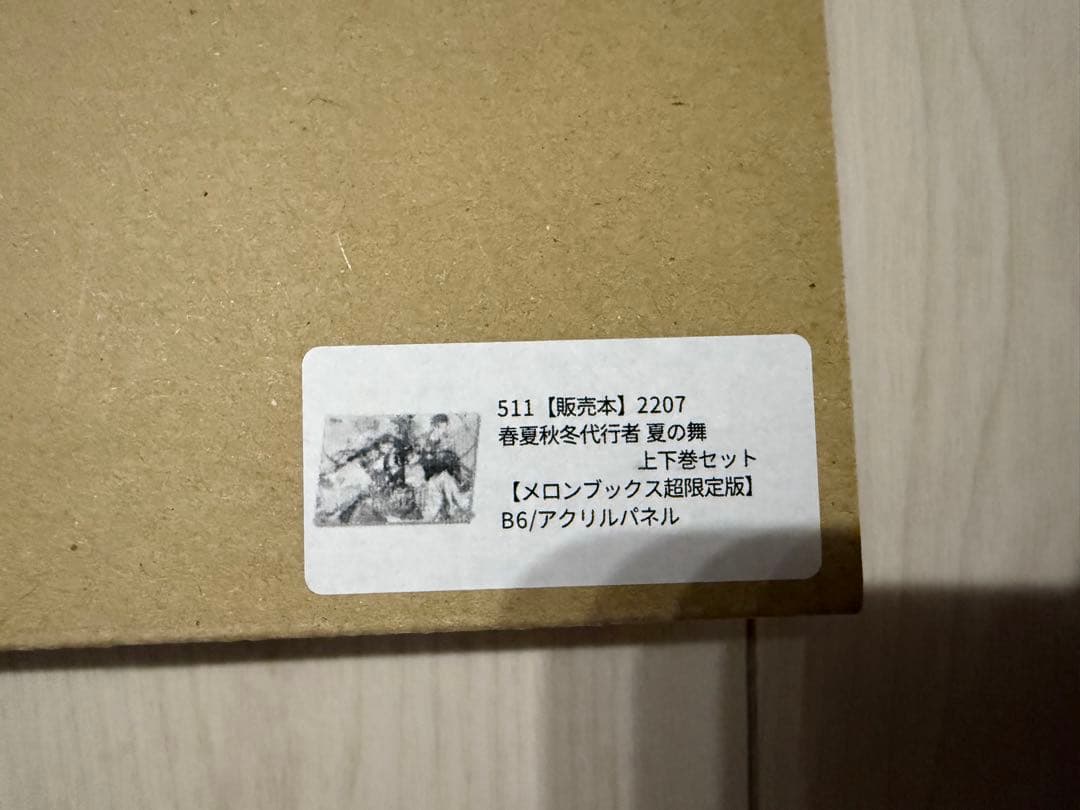 511【販売本】2207
春夏秋冬代行者 夏の舞
上下巻セット
【メロンブックス超限定版】
B6/アクリルパネル